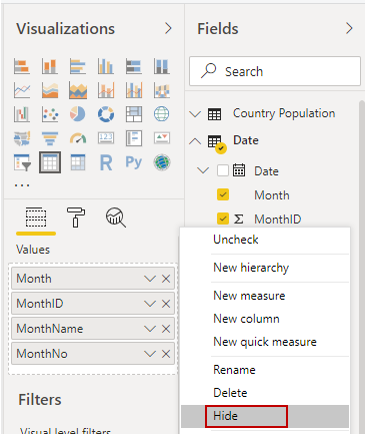 Visualizations
Fields
Search
Country Population
Date
Date
Month
Σ MonthID
R Py
123
...
Values
Month
MonthID
MonthName
MonthNo
Filters
Visual level filters
Uncheck
New hierarchy
New measure
New column
New quick measure
Rename
Delete
Hide